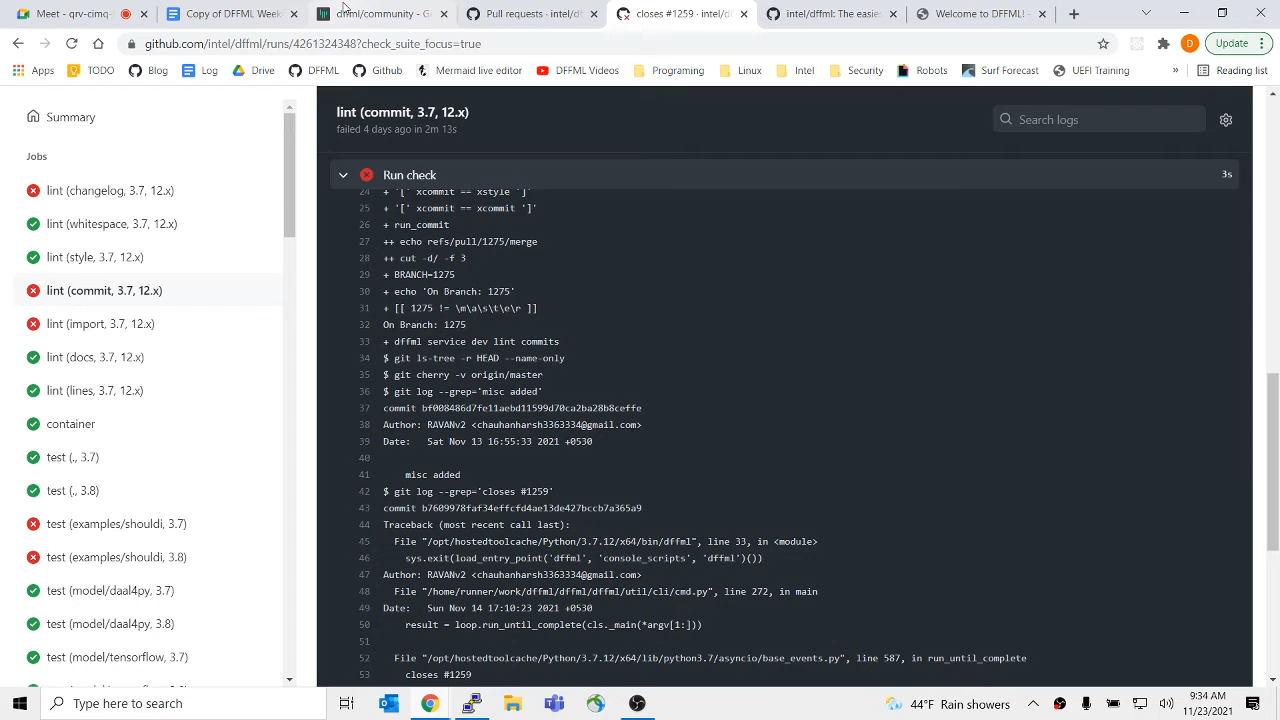 Meet - qrv-cimq-
Copy of DFFML Week
dffml/community - G
Pull requests · intel/
closes #1259 · intel/d
intel/dffml: The
Welcome to DFF
github.com/intel/dffml/runs/4261324348?check_suite_focus=true
D
Update
Apps
TODO
Blog
Log
Drive
DFFML
Github
Mermaid live editor
DFFML Videos
Programing
Linux
Intel
Security
Robots
Surf Forecast
UEFI Training
»
Reading list
Summary
Jobs
lint (changelog, 3.7, 12.x)
lint (whitespace, 3.7, 12.x)
lint (style, 3.7, 12.x)
lint (commit, 3.7, 12.x)
lint (import, 3.7, 12.x)
lint (docs, 3.7, 12.x)
lint (lines, 3.7, 12.x)
container
test (., 3.7)
test (., 3.8)
test (examples/shouldi, 3.7)
test (examples/shouldi, 3.8)
test (model/daal4py, 3.7)
test (model/daal4py, 3.8)
test (model/tensorflow, 3.7)
lint (commit, 3.7, 12.x)
failed 4 days ago in 2m 13s
Search logs
Run check
3s
24 + '[' xcommit == xstyle ']'
25 + '[' xcommit == xcommit ']'
26 + run_commit
27 ++ echo refs/pull/1275/merge
28 ++ cut -d/ -f 3
29 + BRANCH=1275
30 + echo 'On Branch: 1275'
31 + [[ 1275 != \m\a\s\t\e\r ]]
32 On Branch: 1275
33 + dffml service dev lint commits
34 $ git ls-tree -r HEAD --name-only
35 $ git cherry -v origin/master
36 $ git log --grep='misc added'
37 commit bf008486d7fe11aebd11599d70ca2ba28b8ceffe
38 Author: RAVANv2 <chauhanharsh3363334@gmail.com>
39 Date: Sat Nov 13 16:55:33 2021 +0530
40
41 misc added
42 $ git log --grep='closes #1259'
43 commit b7609978faf34effcfd4ae13de427bccb7a365a9
44 Traceback (most recent call last):
45 File "/opt/hostedtoolcache/Python/3.7.12/x64/bin/dffml", line 33, in <module>
46 sys.exit(load_entry_point('dffml', 'console_scripts', 'dffml')())
47 Author: RAVANv2 <chauhanharsh3363334@gmail.com>
48 File "/home/runner/work/dffml/dffml/dffml/util/cli/cmd.py", line 272, in main
49 Date: Sun Nov 14 17:10:23 2021 +0530
50 result = loop.run_until_complete(cls._main(*argv[1:]))
51
52 File "/opt/hostedtoolcache/Python/3.7.12/x64/lib/python3.7/asyncio/base_events.py", line 587, in run_until_complete
53 closes #1259
Type here to search
44°F Rain showers
9:34 AM
11/23/2021